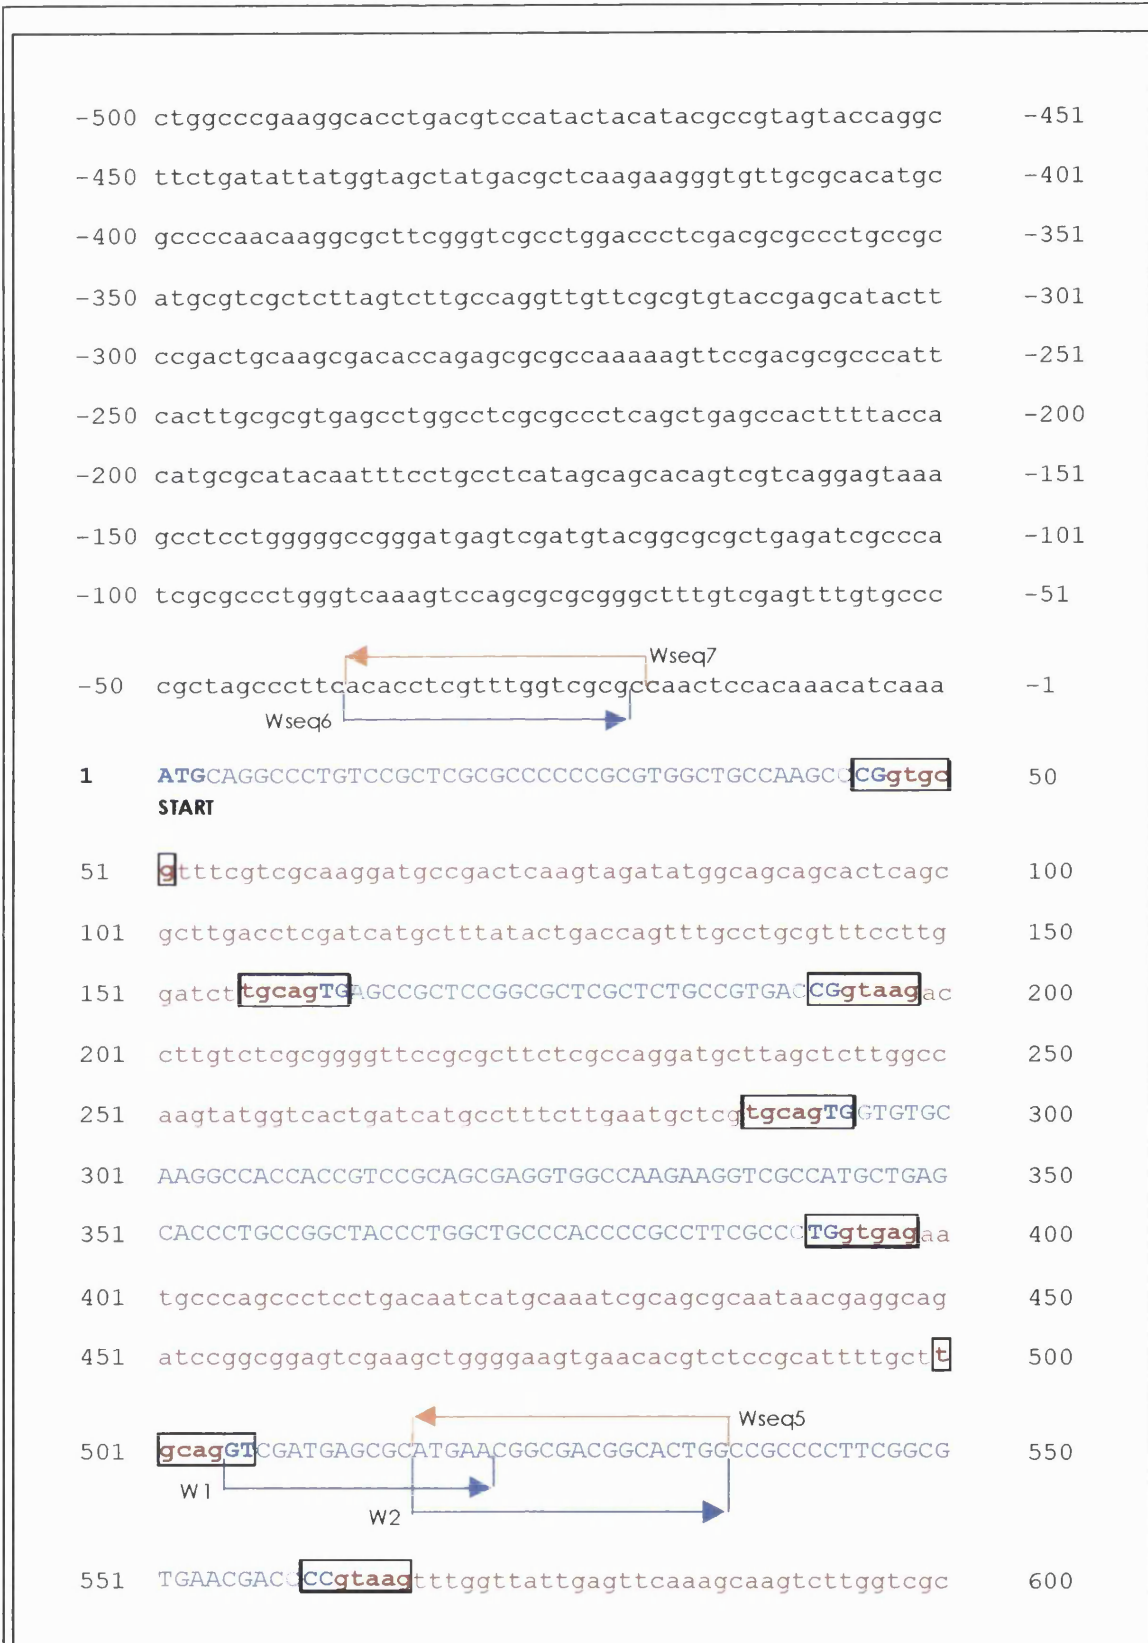 -500 ctggcccgaaggcacctgacgtccatactacatacgccgtagtaccaggc -451
-450 ttctgatattatggtagctatgacgctcaagaagggtgttgcgcacatgc -401
-400 gccccaacaaggcgcttcgggtcgcctggaccctcgacgcgccctgccgc -351
-350 atgcgtcgctcttagtcttgccaggttgttcgcgtgtaccgagcatactt -301
-300 ccgactgcaagcgacaccagagcgcgccaaaaagttccgacgcgcccatt -251
-250 cacttgcgcgtgagcctggcctcgcgccctcagctgagccacttttacca -200
-200 catgcgcatacaatttcctgcctcatagcagcacagtcgtcaggagtaaa -151
-150 gcctcctgggggccgggatgagtcgatgtacggcgcgctgagatcgccca -101
-100 tcgcgccctgggtcaaagtccagcgcgcgggctttgtcgagtttgtgccc -51
Wseq7
-50 cgctagcccttcacacctcgtttggtcgcgccaactccacaaacatcaaa -1
Wseq6
1 ATGCAGGCCCTGTCCGCTCGCGCCCCCCGCGTGGCTGCCAAGCCCGgtgc 50
START
51 gtttcgtcgcaaggatgccgactcaagtagatatggcagcagcactcagc 100
101 gcttgacctcgatcatgctttatactgaccagtttgcctgcgtttccttg 150
151 gatcttgcagTGAGCCGCTCCGGCGCTCGCTCTGCCGTGACCGgtaagac 200
201 cttgtctcgcggggttccgcgcttctcgccaggatgcttagctcttggcc 250
251 aagtatggtcactgatcatgcctttcttgaatgctcgtgcagTGGTGTGC 300
301 AAGGCCACCACCGTCCGCAGCGAGGTGGCCAAGAAGGTCGCCATGCTGAG 350
351 CACCCTGCCGGCTACCCTGGCTGCCCACCCCGCCTTCGCCCTGgtgagaa 400
401 tgcccagccctcctgacaatcatgcaaatcgcagcgcaataacgaggcag 450
451 atccggcggagtcgaagctggggaagtgaacacgtctccgcattttgctt 500
Wseq5
501 gcagGTCGATGAGCGCATGAACGGCGACGGCACTGGCCGCCCCTTCGGCG 550
W1
W2
551 TGAACGACCCCgtaagtttggttattgagttcaaagcaagtcttggtcgc 600